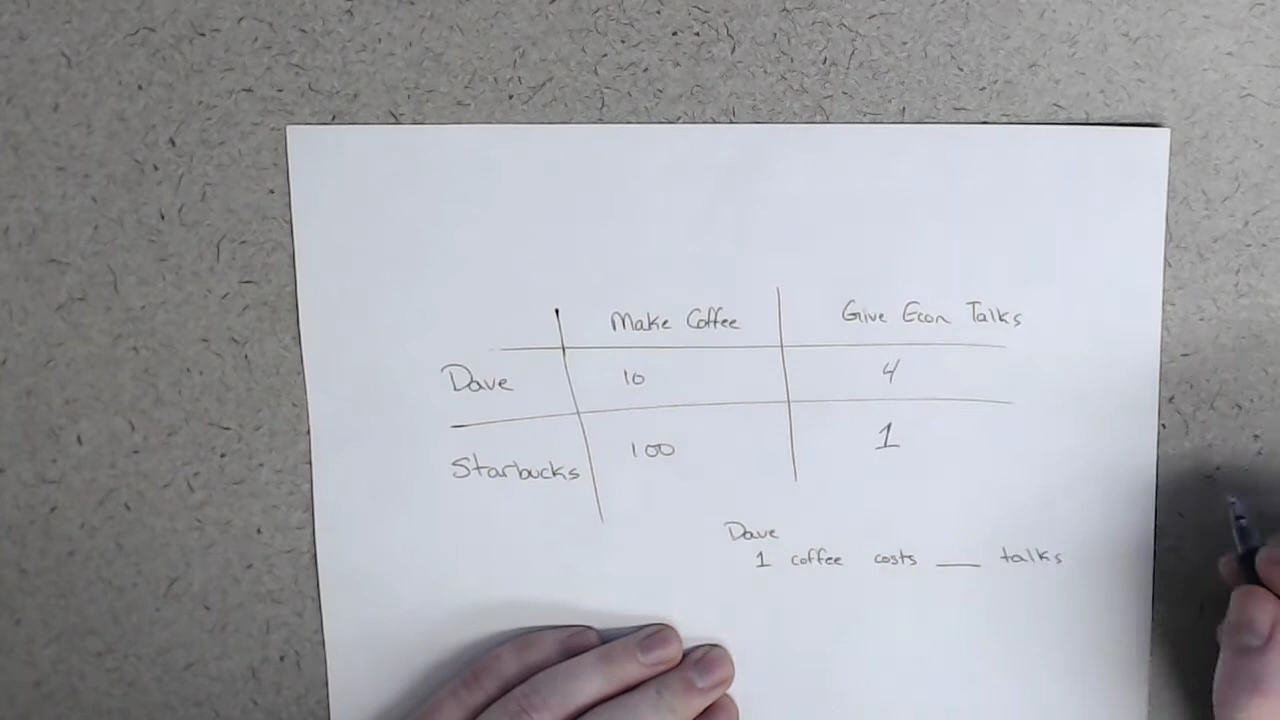 Make Coffee Give Econ Talks
Dave 10 4
Starbucks 100 1
Dave
1 coffee costs ___ talks